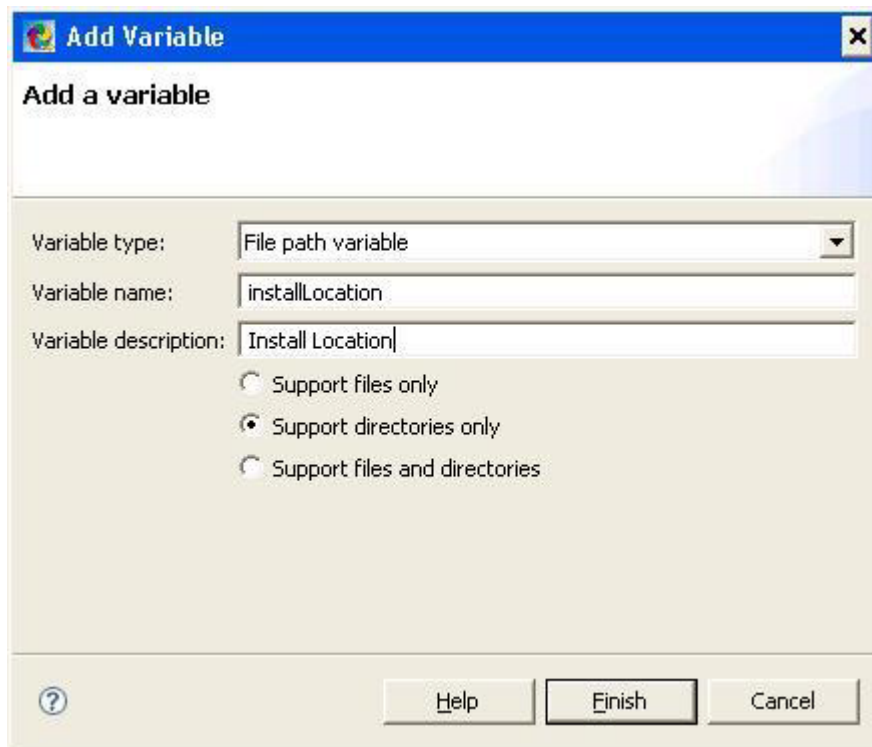 Add Variable
Add a variable
Variable type: File path variable
Variable name: installLocation
Variable description: Install Location
Support files only
Support directories only
Support files and directories
? Help Finish Cancel